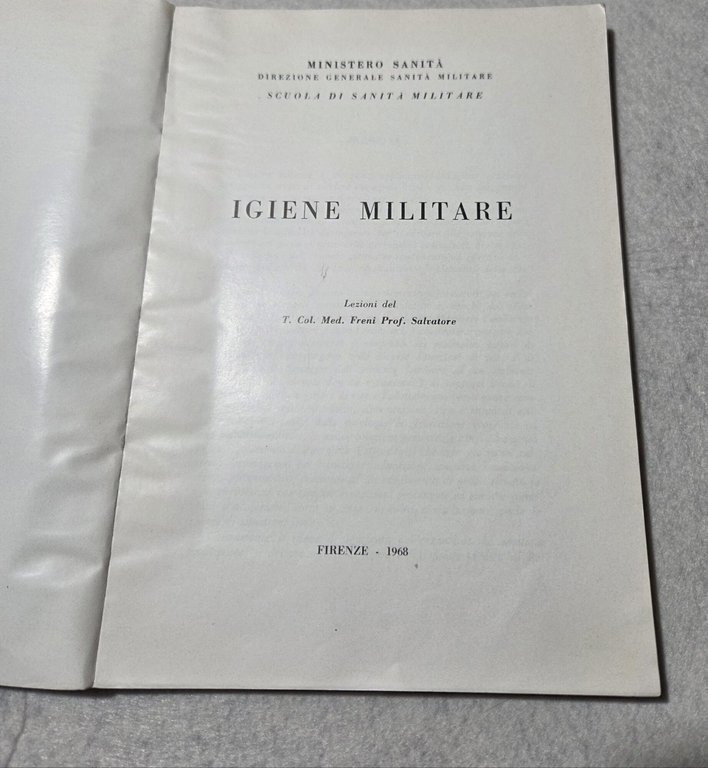 MINISTERO SANITÀ
DIREZIONE GENERALE SANITÀ MILITARE
SCUOLA DI SANITÀ MILITARE
IGIENE MILITARE
Lezioni del
T. Col. Med. Freni Prof. Salvatore
FIRENZE - 1968